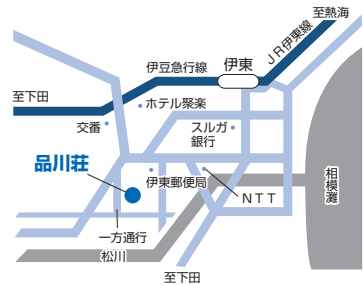 至熱海
JR伊東線
伊東
伊豆急行線
至下田
ホテル聚楽
交番
スルガ
銀行
品川荘
伊東郵便局
NTT
相模灘
一方通行
松川
至下田